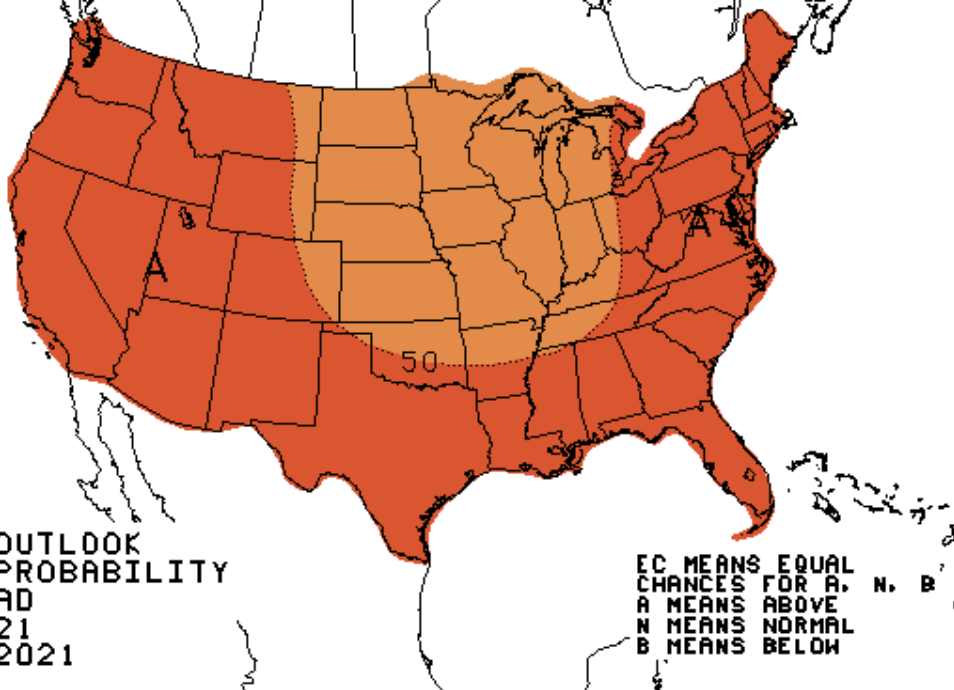 A
A
50
OUTLOOK
PROBABILITY
AD
21
2021
EC MEANS EQUAL
CHANCES FOR A, N, B
A MEANS ABOVE
N MEANS NORMAL
B MEANS BELOW